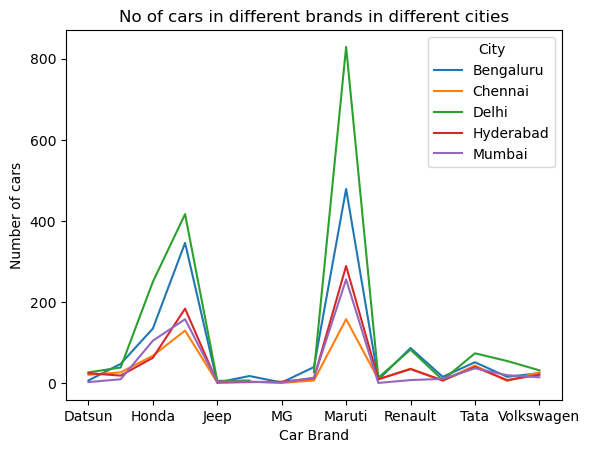 No of cars in different brands in different cities
City
Bengaluru
Chennai
Delhi
Hyderabad
Mumbai
Number of cars
800
600
400
200
0
Datsun Honda Jeep MG Maruti Renault Tata Volkswagen
Car Brand